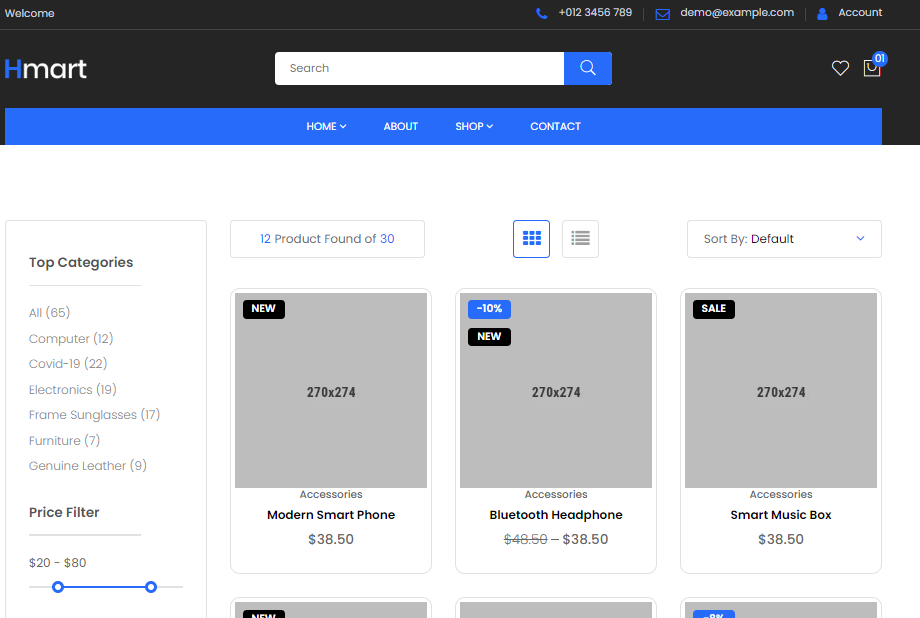 Welcome
+012 3456 789
demo@example.com
Account
Hmart
Search
01
HOME
ABOUT
SHOP
CONTACT
Top Categories
All (65)
Computer (12)
Covid-19 (22)
Electronics (19)
Frame Sunglasses (17)
Furniture (7)
Genuine Leather (9)
Price Filter
$20 - $80
12 Product Found of 30
Sort By: Default
NEW
270x274
Accessories
Modern Smart Phone
$38.50
-10%
NEW
270x274
Accessories
Bluetooth Headphone
$48.50 – $38.50
SALE
270x274
Accessories
Smart Music Box
$38.50
NEW
-8%